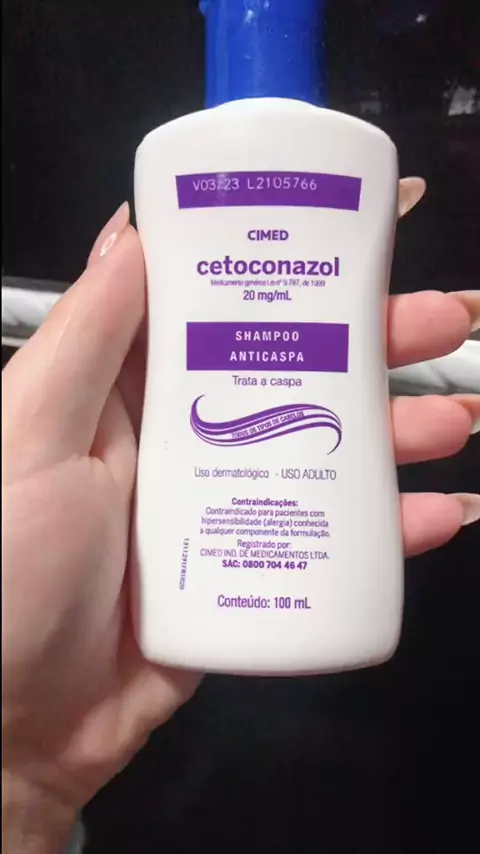 V03/23 L2105766
CIMED
cetoconazol
Medicamento genérico Lei nº 9.787, de 1999
20 mg/mL
SHAMPOO
ANTICASPA
Trata a caspa
TODOS OS TIPOS DE CABELOS
Uso dermatológico - USO ADULTO
Contraindicações:
Contraindicado para pacientes com
hipersensibilidade (alergia) conhecida
a qualquer componente da formulação.
Registrado por:
CIMED IND. DE MEDICAMENTOS LTDA.
SAC: 0800 704 46 47
Conteúdo: 100 mL